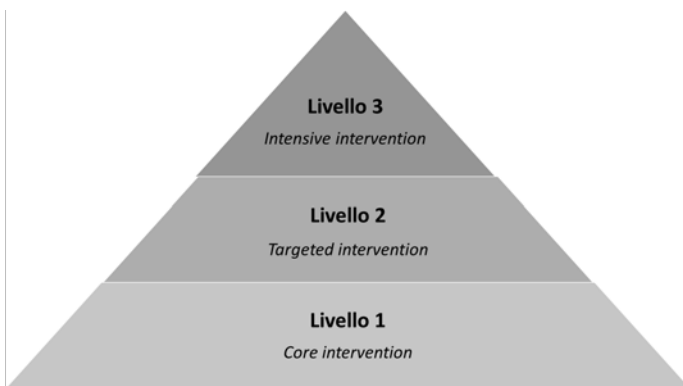 Livello 3
Intensive intervention
Livello 2
Targeted intervention
Livello 1
Core intervention